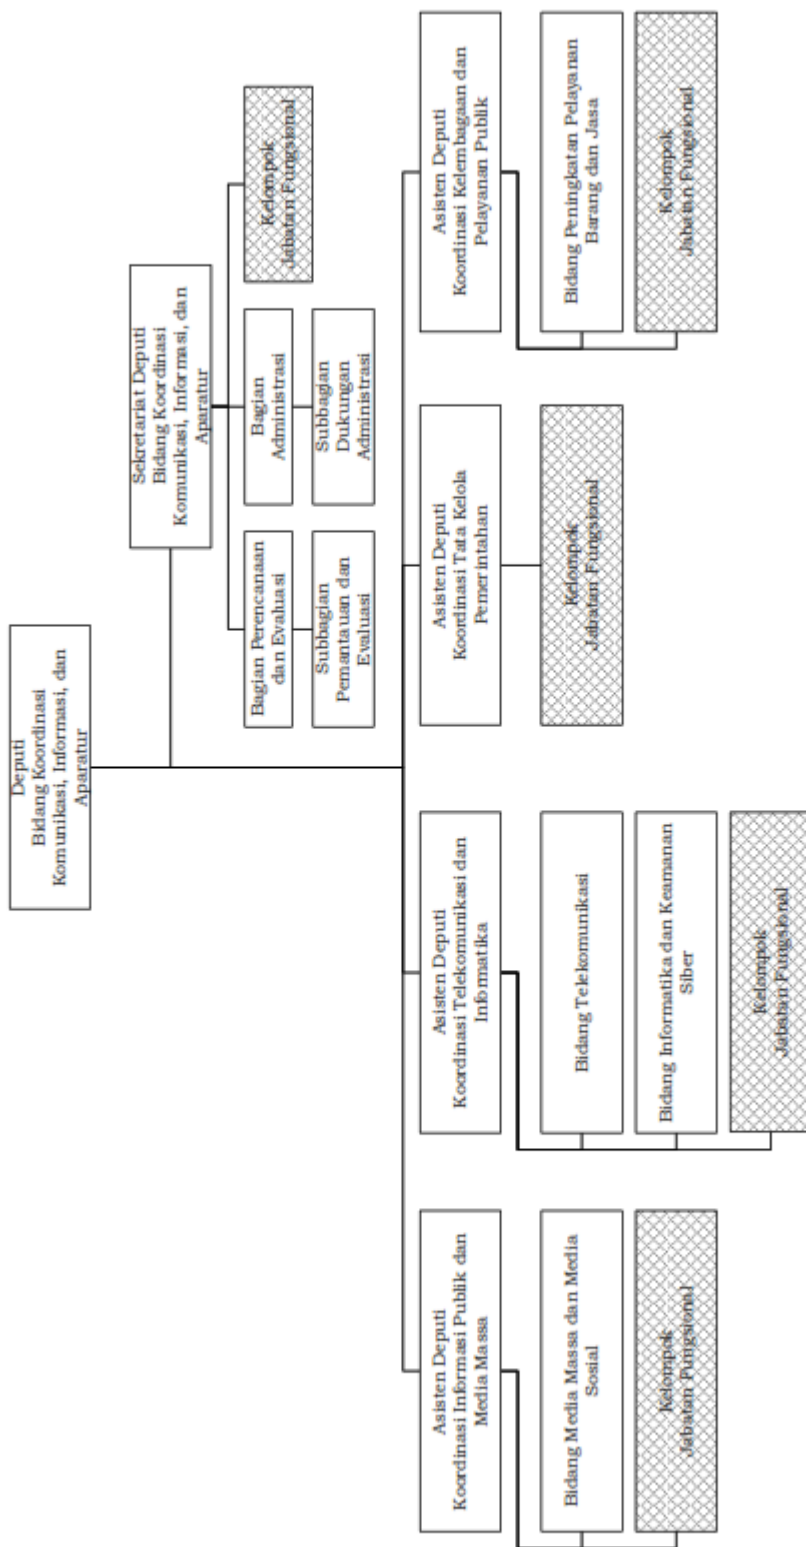 Deputi
Bidang Koordinasi
Komunikasi, Informasi, dan
Aparatur
Sekretariat Deputi
Bidang Koordinasi
Komunikasi, Informasi, dan
Aparatur
Bagian Perencanaan
dan Evaluasi
Bagian
Administrasi
Kelompok
Jabatan Fungsional
Subbagian
Pemantauan dan
Evaluasi
Subbagian
Dukungan
Administrasi
Asisten Deputi
Koordinasi Informasi Publik dan
Media Massa
Asisten Deputi
Koordinasi Telekomunikasi dan
Informatika
Asisten Deputi
Koordinasi Tata Kelola
Pemerintahan
Asisten Deputi
Koordinasi Kelembagaan dan
Pelayanan Publik
Bidang Media Massa dan Media
Sosial
Bidang Telekomunikasi
Kelompok
Jabatan Fungsional
Bidang Peningkatan Pelayanan
Barang dan Jasa
Kelompok
Jabatan Fungsional
Bidang Informatika dan Keamanan
Siber
Kelompok
Jabatan Fungsional
Kelompok
Jabatan Fungsional